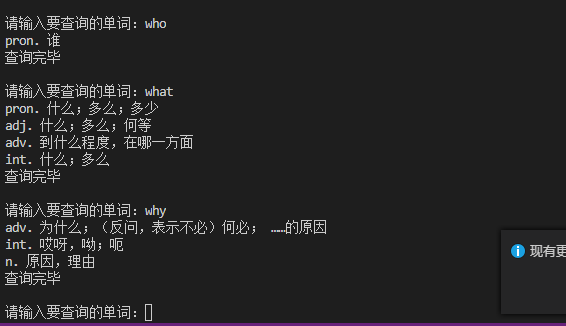 请输入要查询的单词：who
pron. 谁
查询完毕
请输入要查询的单词：what
pron. 什么；多么；多少
adj. 什么；多么；何等
adv. 到什么程度，在哪一方面
int. 什么；多么
查询完毕
请输入要查询的单词：why
adv. 为什么；（反问，表示不必）何必； ……的原因
int. 哎呀，呦；呃
n. 原因，理由
查询完毕
现有更
请输入要查询的单词：